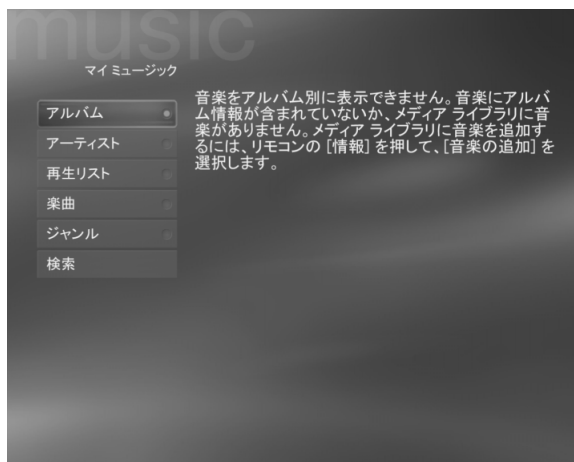 music
マイ ミュージック
アルバム
アーティスト
再生リスト
楽曲
ジャンル
検索
音楽をアルバム別に表示できません。音楽にアルバ
ム情報が含まれていないか、メディア ライブラリに音
楽がありません。メディア ライブラリに音楽を追加す
るには、リモコンの [情報] を押して、[音楽の追加] を
選択します。